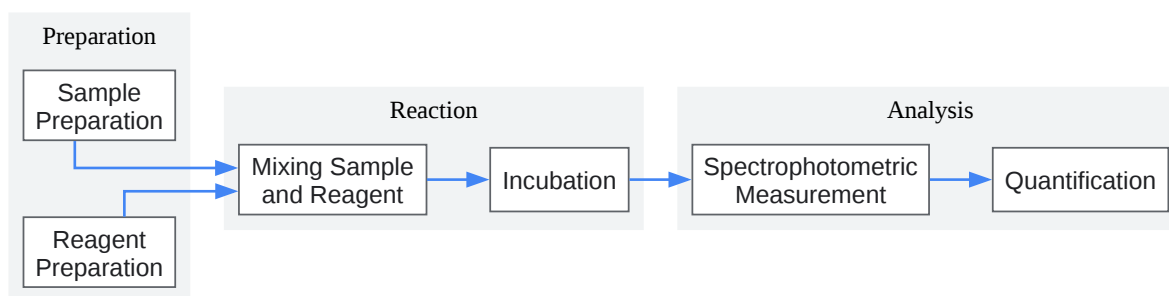 Preparation
Sample
Preparation
Reagent
Preparation
Reaction
Mixing Sample
and Reagent
Incubation
Analysis
Spectrophotometric
Measurement
Quantification